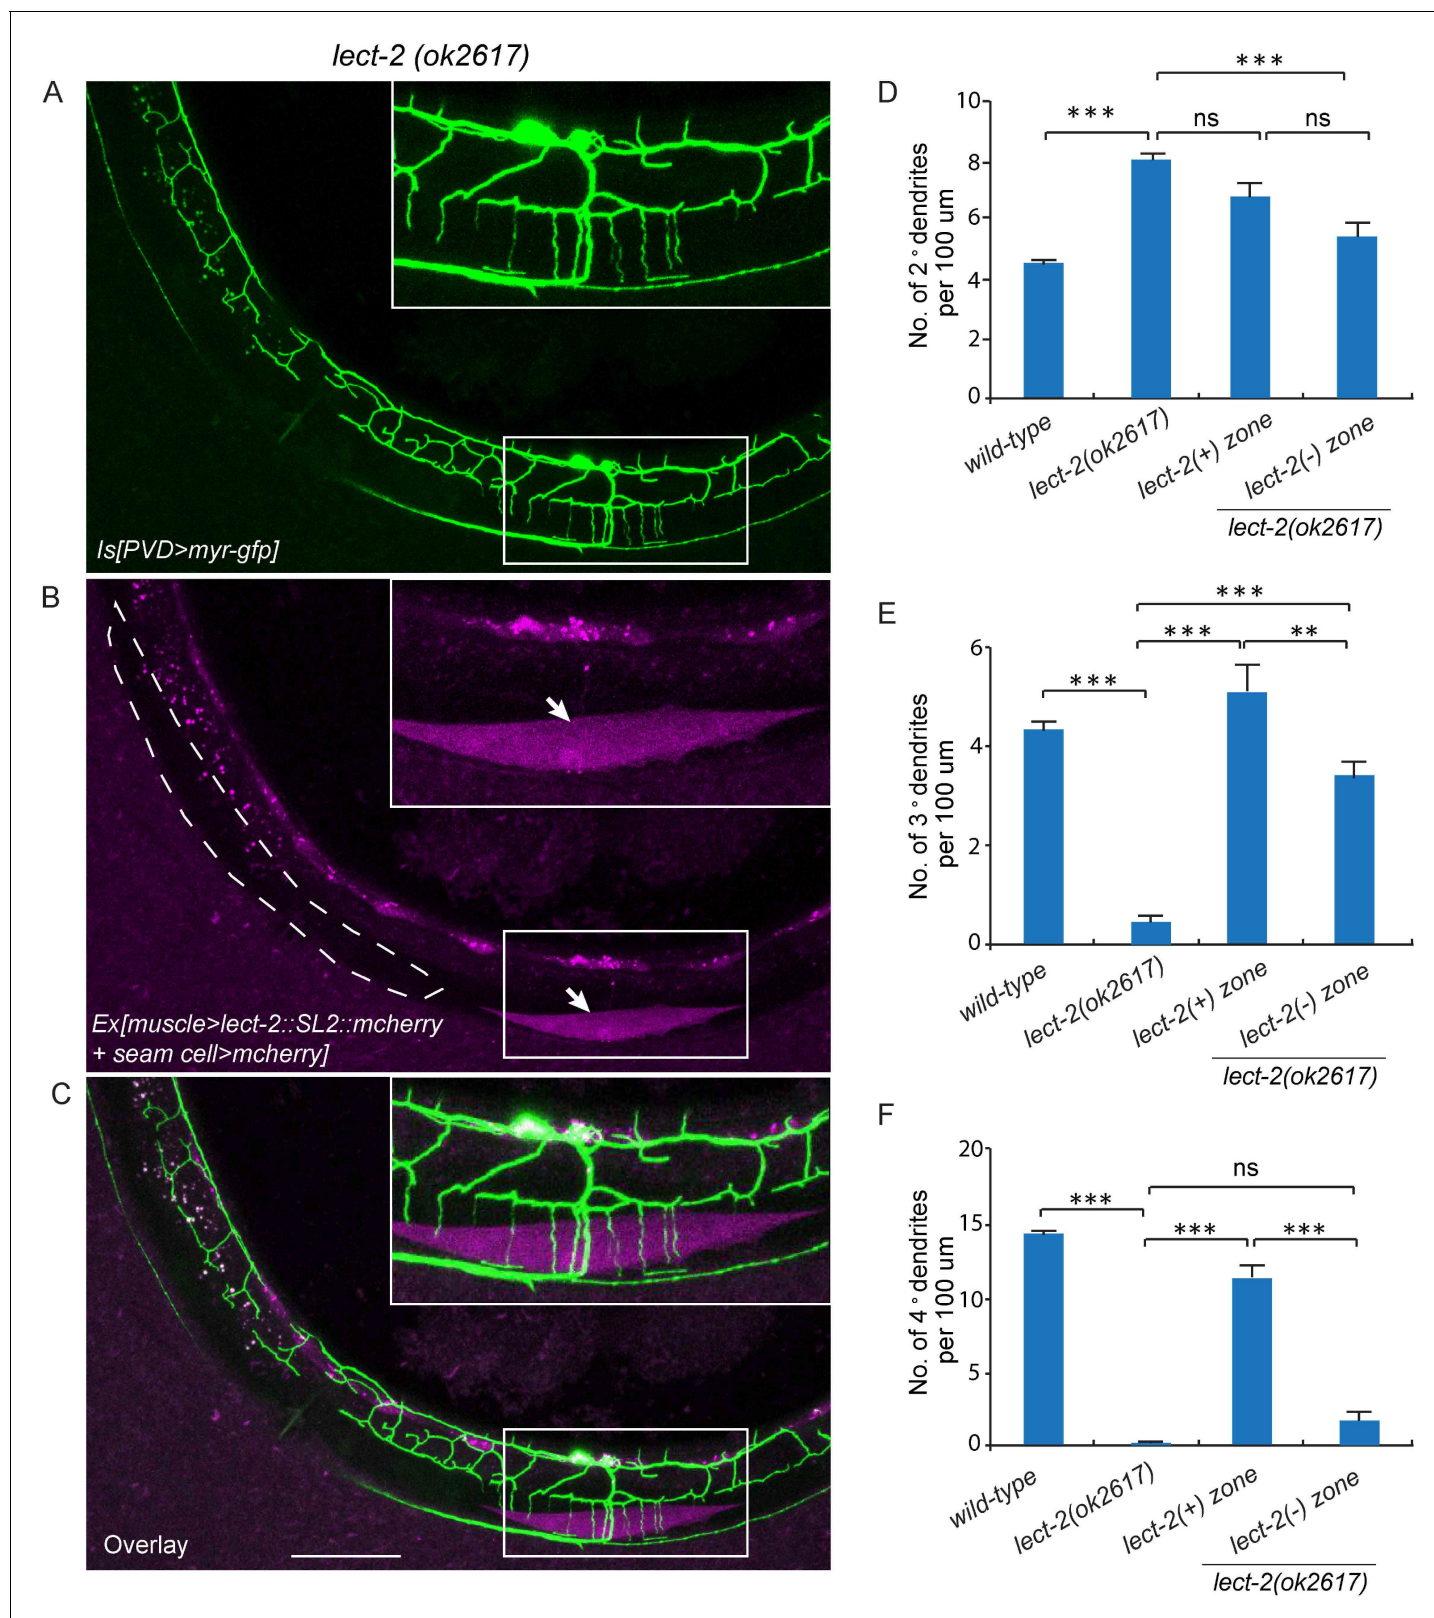 lect-2 (ok2617)
A
Is[PVD>myr-gfp]
B
Ex[muscle>lect-2::SL2::mcherry
+ seam cell>mcherry]
C
Overlay
D
No. of 2° dendrites
per 100 um
10
8
6
4
2
0
***
***
ns
ns
wild-type
lect-2(ok2617)
lect-2(+) zone
lect-2(-) zone
lect-2(ok2617)
E
No. of 3° dendrites
per 100 um
6
4
2
0
***
***
**
***
wild-type
lect-2(ok2617)
lect-2(+) zone
lect-2(-) zone
lect-2(ok2617)
F
No. of 4° dendrites
per 100 um
20
15
10
5
0
ns
***
***
***
wild-type
lect-2(ok2617)
lect-2(+) zone
lect-2(-) zone
lect-2(ok2617)